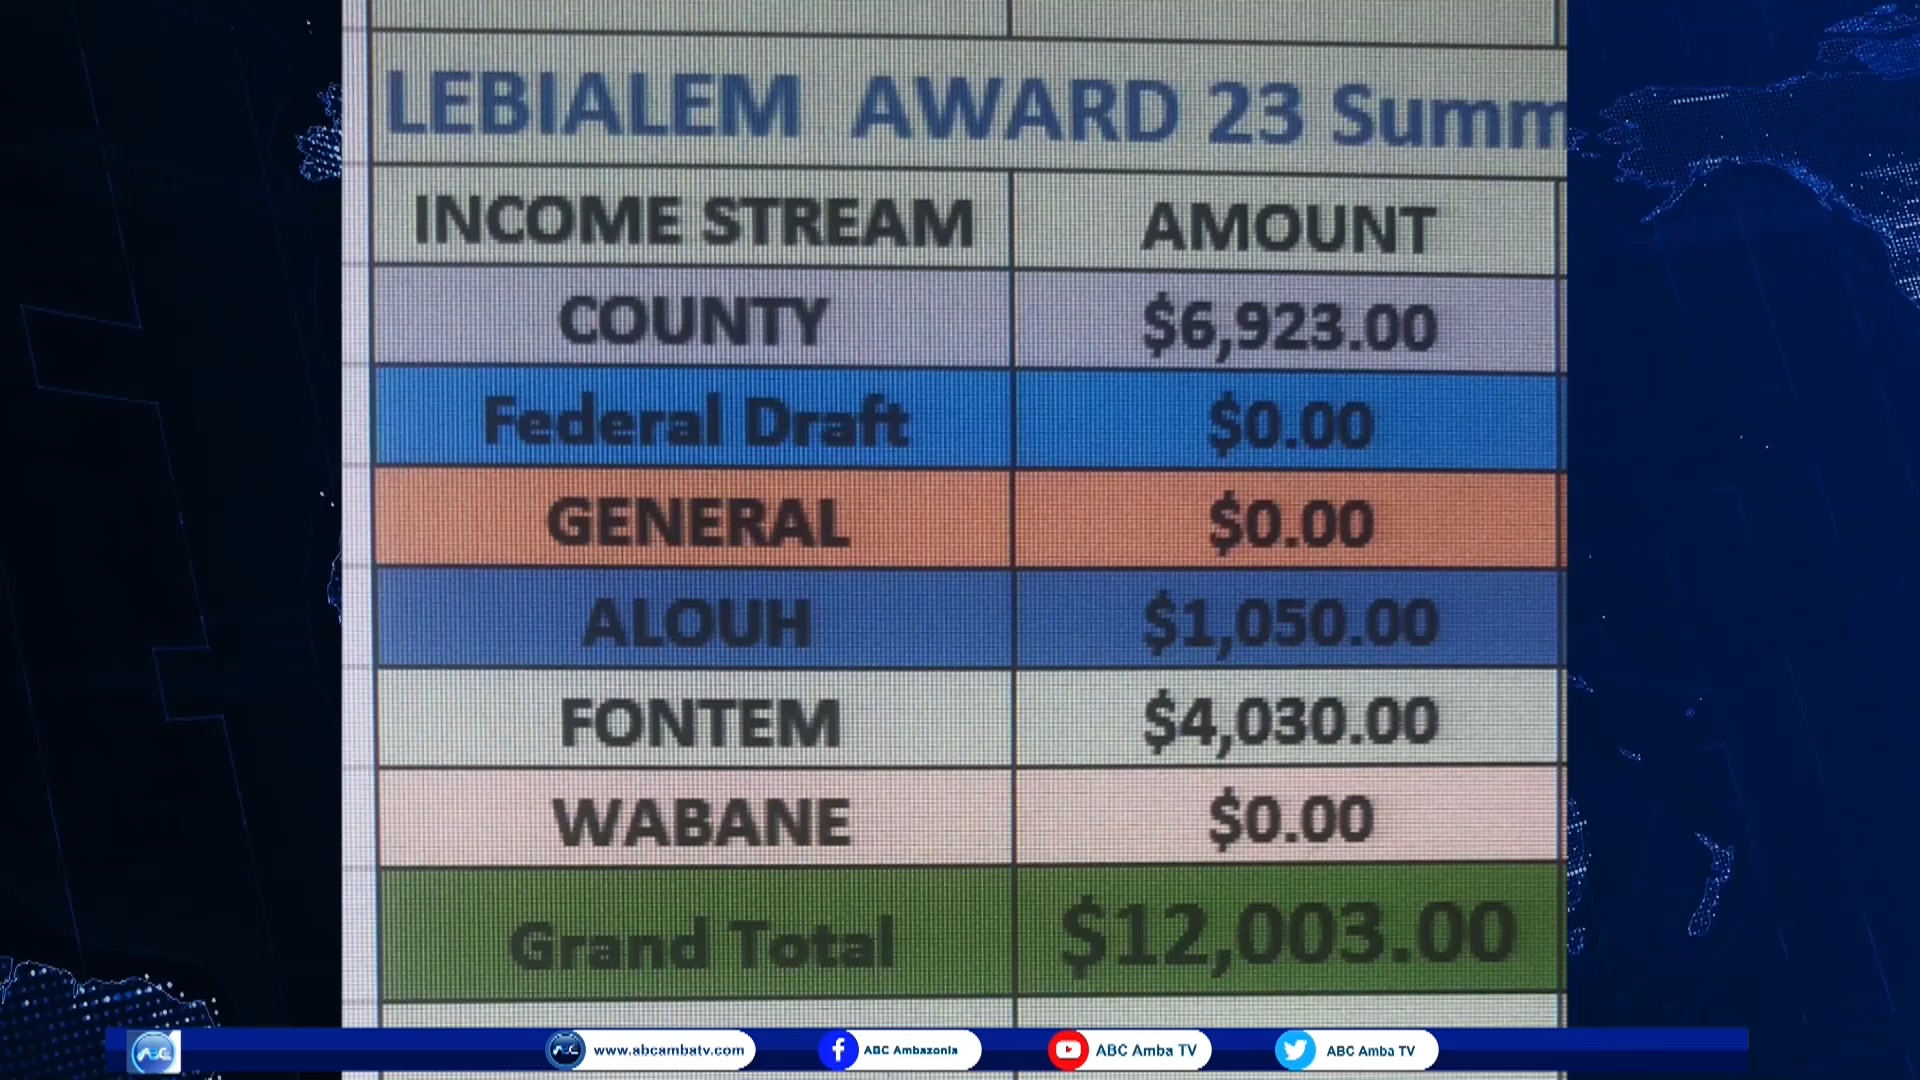 LEBIALEM AWARD 23 Summ
INCOME STREAM AMOUNT
COUNTY $6,923.00
Federal Draft $0.00
GENERAL $0.00
ALOUH $1,050.00
FONTEM $4,030.00
WABANE $0.00
Grand Total $12,003.00
ABC www.abcambatv.com ABC Ambazonia ABC Amba TV ABC Amba TV